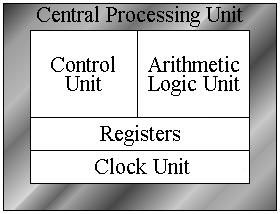 Central Processing Unit
Control
Unit
Arithmetic
Logic Unit
Registers
Clock Unit